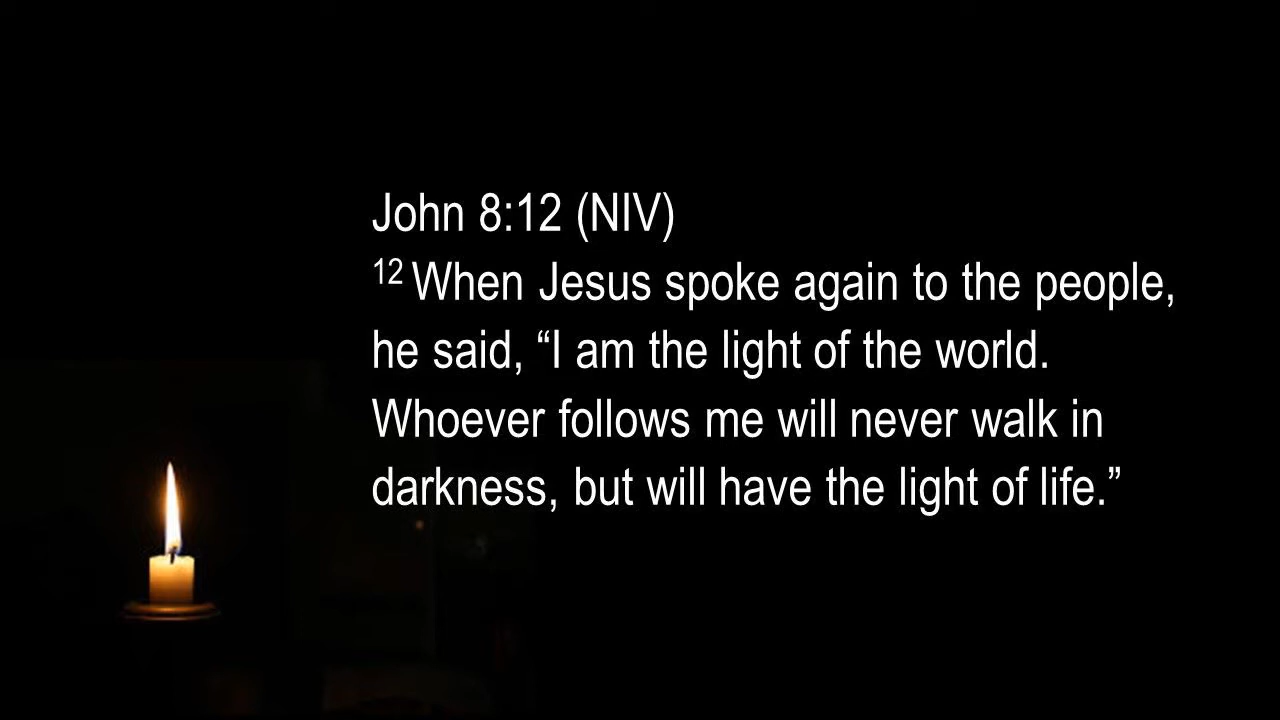 John 8:12 (NIV)
12 When Jesus spoke again to the people,
he said, “I am the light of the world.
Whoever follows me will never walk in
darkness, but will have the light of life.”